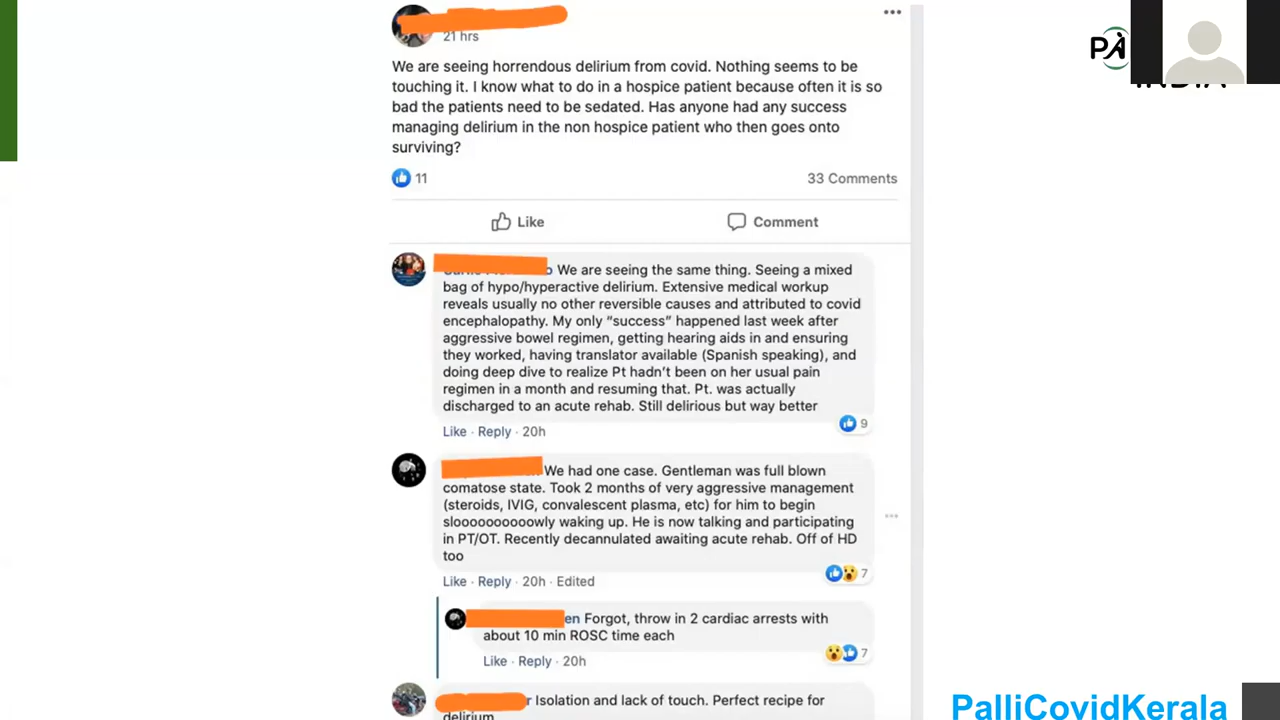 21 hrs
We are seeing horrendous delirium from covid. Nothing seems to be
touching it. I know what to do in a hospice patient because often it is so
bad the patients need to be sedated. Has anyone had any success
managing delirium in the non hospice patient who then goes onto
surviving?
11
33 Comments
Like
Comment
We are seeing the same thing. Seeing a mixed
bag of hypo/hyperactive delirium. Extensive medical workup
reveals usually no other reversible causes and attributed to covid
encephalopathy. My only “success” happened last week after
aggressive bowel regimen, getting hearing aids in and ensuring
they worked, having translator available (Spanish speaking), and
doing deep dive to realize Pt hadn’t been on her usual pain
regimen in a month and resuming that. Pt. was actually
discharged to an acute rehab. Still delirious but way better
9
Like · Reply · 20h
We had one case. Gentleman was full blown
comatose state. Took 2 months of very aggressive management
(steroids, IVIG, convalescent plasma, etc) for him to begin
slooooooooowly waking up. He is now talking and participating
in PT/OT. Recently decannulated awaiting acute rehab. Off of HD
too
7
Like · Reply · 20h · Edited
en Forgot, throw in 2 cardiac arrests with
about 10 min ROSC time each
7
Like · Reply · 20h
r Isolation and lack of touch. Perfect recipe for
delirium
PA
INDIA
PalliCovidKerala